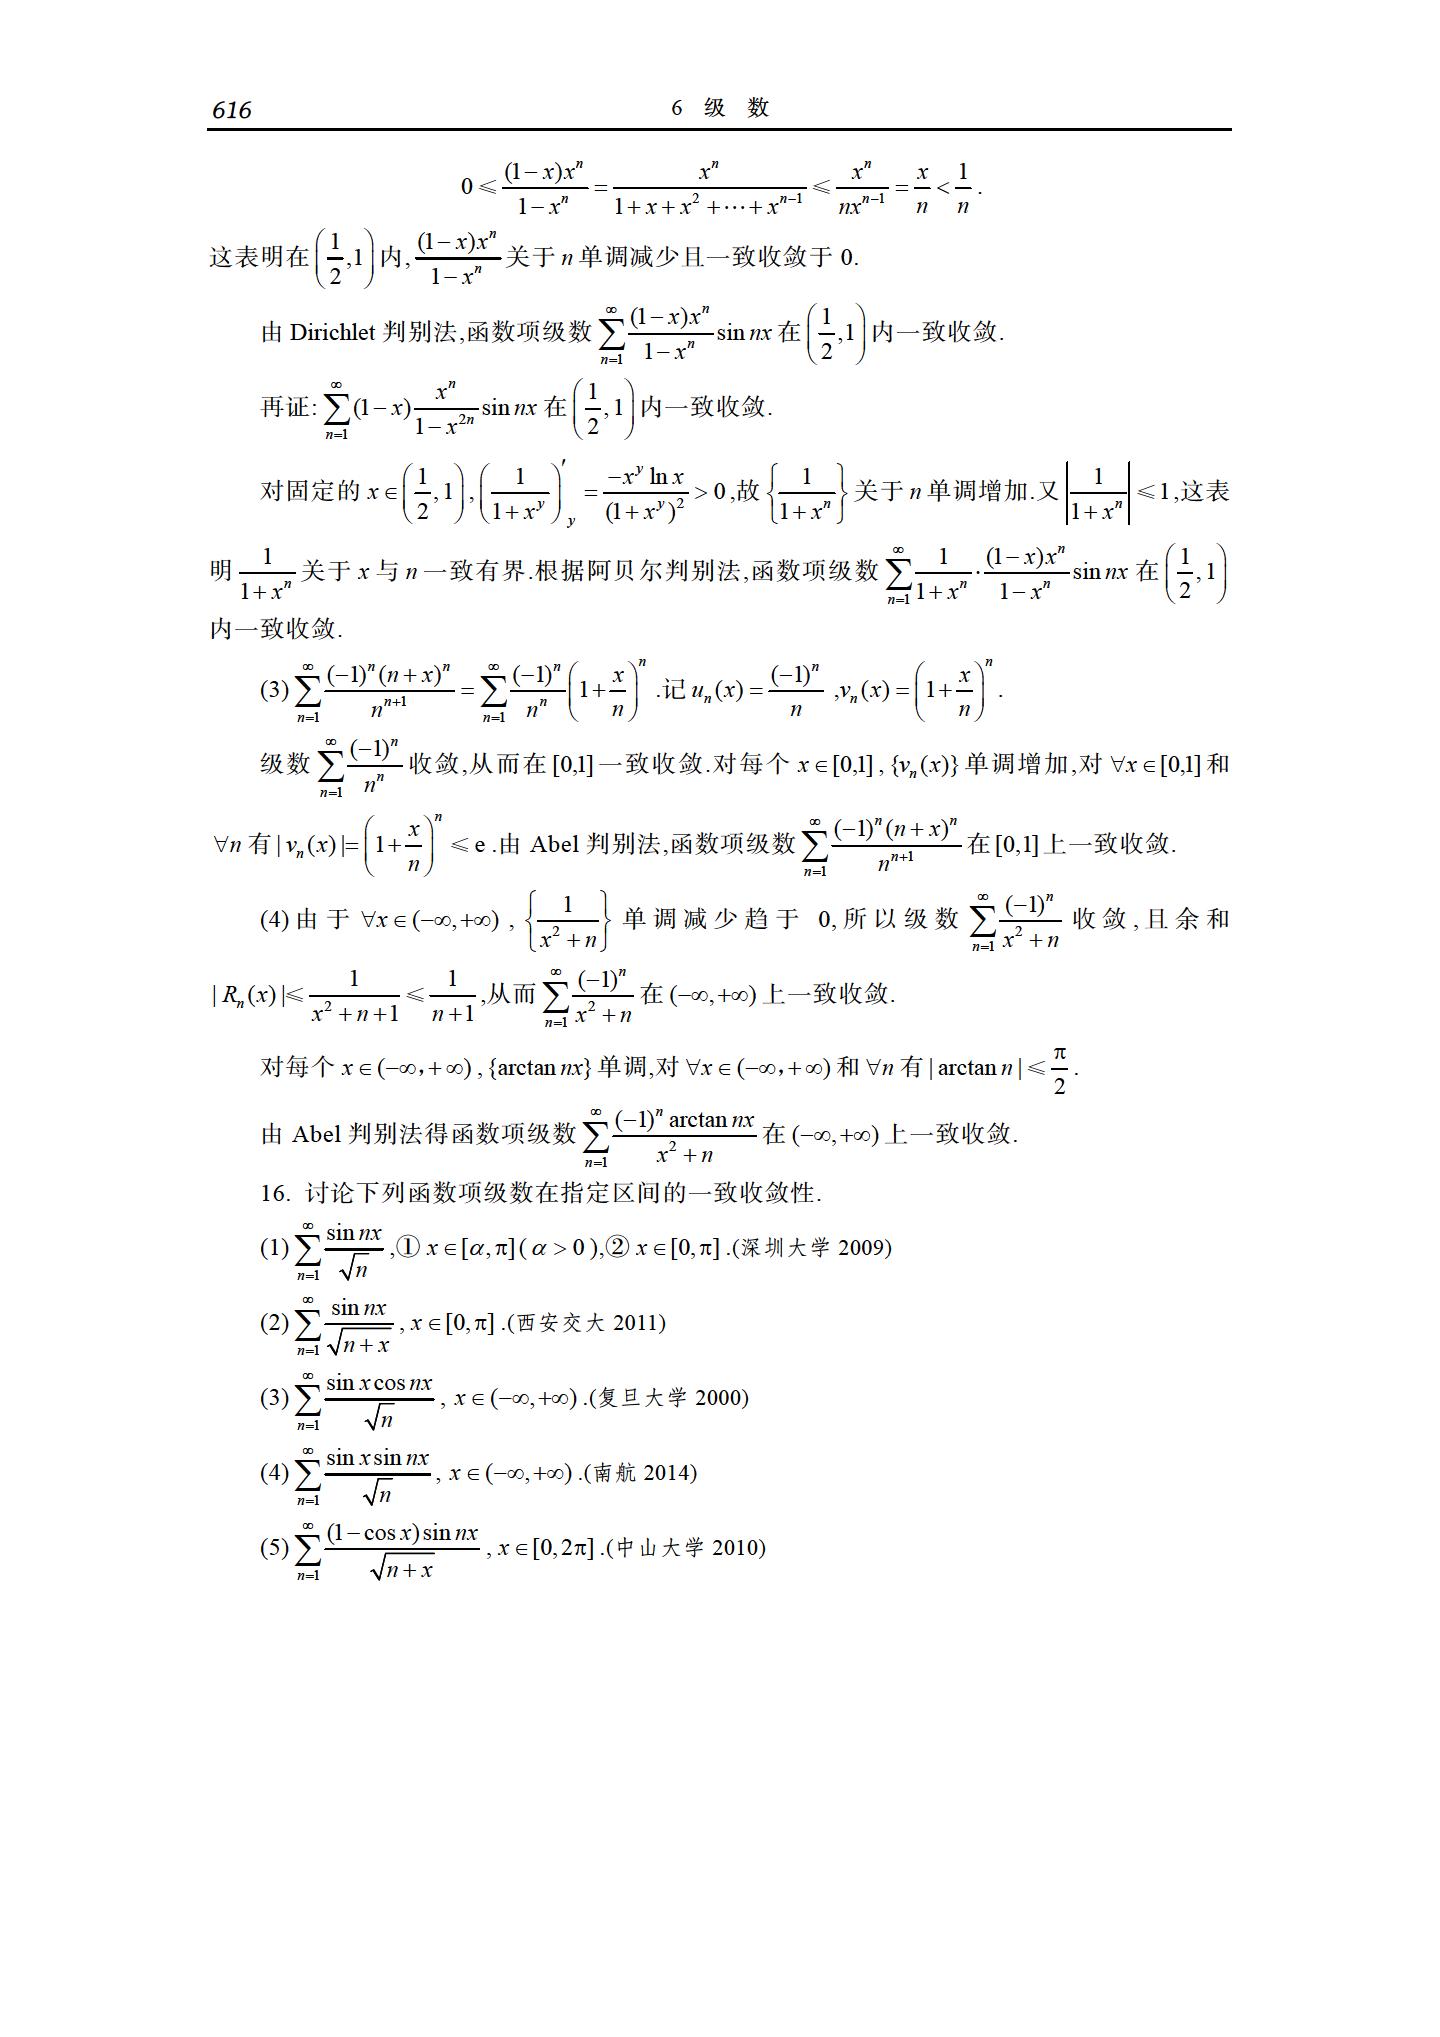 616 6 级 数
$0\leqslant\frac{(1-x)x^n}{1-x^n}=\frac{x^n}{1+x+x^2+\cdots+x^{n-1}}\leqslant\frac{x^n}{nx^{n-1}}=\frac{x}{n}<\frac{1}{n}.$
这表明在$\left(\frac{1}{2},1\right)$内,$\frac{(1-x)x^n}{1-x^n}$关于 $n$ 单调减少且一致收敛于 0.
由 Dirichlet 判别法,函数项级数$\sum_{n=1}^{\infty}\frac{(1-x)x^n}{1-x^n}\sin nx$ 在$\left(\frac{1}{2},1\right)$内一致收敛.
再证:$\sum_{n=1}^{\infty}(1-x)\frac{x^n}{1-x^{2n}}\sin nx$ 在$\left(\frac{1}{2},1\right)$内一致收敛.
对固定的 $x\in\left(\frac{1}{2},1\right),\left(\frac{1}{1+x^y}\right)'_y=\frac{-x^y\ln x}{(1+x^y)^2}>0$,故$\left\{\frac{1}{1+x^n}\right\}$关于 $n$ 单调增加.又$\left|\frac{1}{1+x^n}\right|\leqslant 1$,这表
明$\frac{1}{1+x^n}$关于 $x$ 与 $n$ 一致有界.根据阿贝尔判别法,函数项级数$\sum_{n=1}^{\infty}\frac{1}{1+x^n}\cdot\frac{(1-x)x^n}{1-x^n}\sin nx$ 在$\left(\frac{1}{2},1\right)$
内一致收敛.
(3)$\sum_{n=1}^{\infty}\frac{(-1)^n(n+x)^n}{n^{n+1}}=\sum_{n=1}^{\infty}\frac{(-1)^n}{n^n}\left(1+\frac{x}{n}\right)^n$.记 $u_n(x)=\frac{(-1)^n}{n}$,$v_n(x)=\left(1+\frac{x}{n}\right)^n$.
级数$\sum_{n=1}^{\infty}\frac{(-1)^n}{n^n}$收敛,从而在$[0,1]$一致收敛.对每个 $x\in[0,1]$,$\{v_n(x)\}$单调增加,对$\forall x\in[0,1]$和
$\forall n$ 有$|v_n(x)|=\left(1+\frac{x}{n}\right)^n\leqslant\mathrm{e}$.由 Abel 判别法,函数项级数$\sum_{n=1}^{\infty}\frac{(-1)^n(n+x)^n}{n^{n+1}}$在$[0,1]$上一致收敛.
(4)由于$\forall x\in(-\infty,+\infty)$,$\left\{\frac{1}{x^2+n}\right\}$单调减少趋于 0,所以级数$\sum_{n=1}^{\infty}\frac{(-1)^n}{x^2+n}$收敛,且余和
$|R_n(x)|\leqslant\frac{1}{x^2+n+1}\leqslant\frac{1}{n+1}$,从而$\sum_{n=1}^{\infty}\frac{(-1)^n}{x^2+n}$在$(-\infty,+\infty)$上一致收敛.
对每个 $x\in(-\infty,+\infty)$,$\{\arctan nx\}$单调,对$\forall x\in(-\infty,+\infty)$和$\forall n$ 有$|\arctan n|\leqslant\frac{\pi}{2}$.
由 Abel 判别法得函数项级数$\sum_{n=1}^{\infty}\frac{(-1)^n\arctan nx}{x^2+n}$在$(-\infty,+\infty)$上一致收敛.
16. 讨论下列函数项级数在指定区间的一致收敛性.
(1)$\sum_{n=1}^{\infty}\frac{\sin nx}{\sqrt{n}}$,① $x\in[\alpha,\pi]$($\alpha>0$),② $x\in[0,\pi]$.(深圳大学 2009)
(2)$\sum_{n=1}^{\infty}\frac{\sin nx}{\sqrt{n+x}}$,$x\in[0,\pi]$.(西安交大 2011)
(3)$\sum_{n=1}^{\infty}\frac{\sin x\cos nx}{\sqrt{n}}$,$x\in(-\infty,+\infty)$.(复旦大学 2000)
(4)$\sum_{n=1}^{\infty}\frac{\sin x\sin nx}{\sqrt{n}}$,$x\in(-\infty,+\infty)$.(南航 2014)
(5)$\sum_{n=1}^{\infty}\frac{(1-\cos x)\sin nx}{\sqrt{n+x}}$,$x\in[0,2\pi]$.(中山大学 2010)